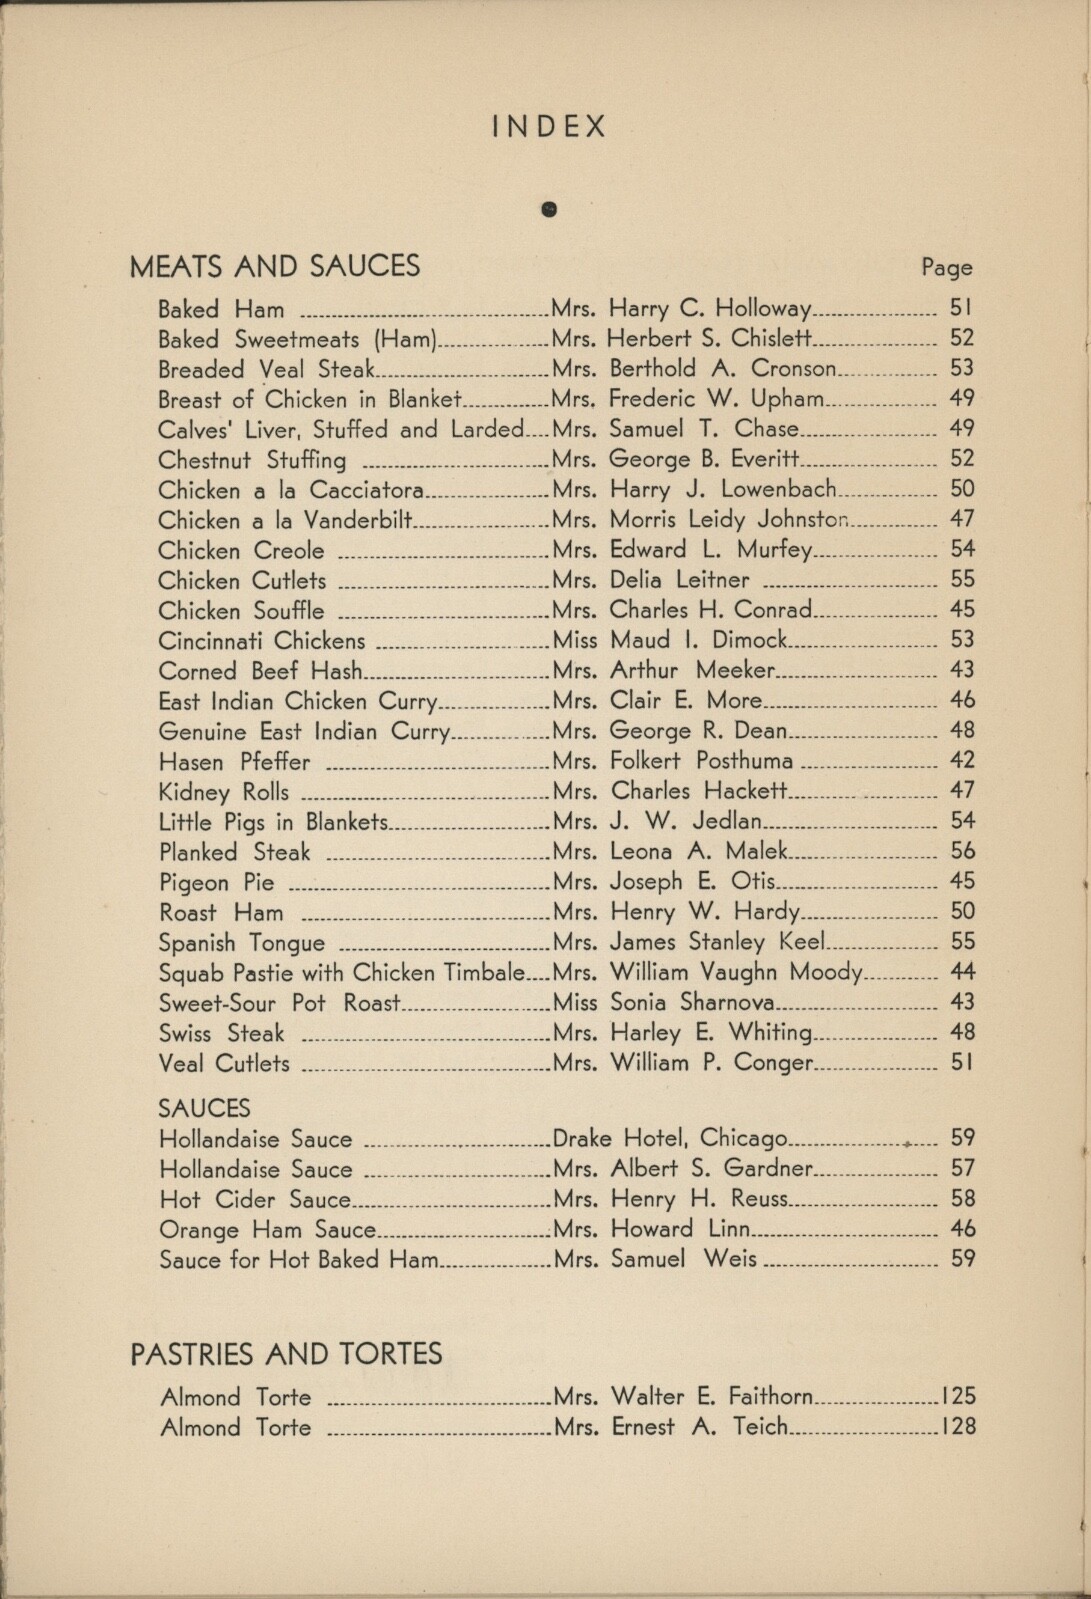 INDEX
MEATS AND SAUCES Page
Baked Ham Mrs. Harry C. Holloway 51
Baked Sweetmeats (Ham) Mrs. Herbert S. Chislett 52
Breaded Veal Steak Mrs. Berthold A. Cronson 53
Breast of Chicken in Blanket Mrs. Frederic W. Upham 49
Calves' Liver, Stuffed and Larded Mrs. Samuel T. Chase 49
Chestnut Stuffing Mrs. George B. Everitt 52
Chicken a la Cacciatora Mrs. Harry J. Lowenbach 50
Chicken a la Vanderbilt Mrs. Morris Leidy Johnston 47
Chicken Creole Mrs. Edward L. Murfey 54
Chicken Cutlets Mrs. Delia Leitner 55
Chicken Souffle Mrs. Charles H. Conrad 45
Cincinnati Chickens Miss Maud I. Dimock 53
Corned Beef Hash Mrs. Arthur Meeker 43
East Indian Chicken Curry Mrs. Clair E. More 46
Genuine East Indian Curry Mrs. George R. Dean 48
Hasen Pfeffer Mrs. Folkert Posthuma 42
Kidney Rolls Mrs. Charles Hackett 47
Little Pigs in Blankets Mrs. J. W. Jedlan 54
Planked Steak Mrs. Leona A. Malek 56
Pigeon Pie Mrs. Joseph E. Otis 45
Roast Ham Mrs. Henry W. Hardy 50
Spanish Tongue Mrs. James Stanley Keel 55
Squab Pastie with Chicken Timbale Mrs. William Vaughn Moody 44
Sweet-Sour Pot Roast Miss Sonia Sharnova 43
Swiss Steak Mrs. Harley E. Whiting 48
Veal Cutlets Mrs. William P. Conger 51
SAUCES
Hollandaise Sauce Drake Hotel, Chicago 59
Hollandaise Sauce Mrs. Albert S. Gardner 57
Hot Cider Sauce Mrs. Henry H. Reuss 58
Orange Ham Sauce Mrs. Howard Linn 46
Sauce for Hot Baked Ham Mrs. Samuel Weis 59
PASTRIES AND TORTES
Almond Torte Mrs. Walter E. Faithorn 125
Almond Torte Mrs. Ernest A. Teich 128